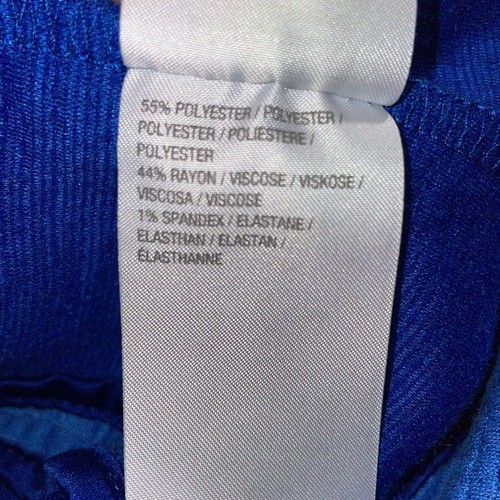 55% POLYESTER / POLYESTER /
POLYESTER / POLIESTERE /
POLYESTER
44% RAYON / VISCOSE / VISKOSE /
VISCOSA / VISCOSE
1% SPANDEX / ELASTANE /
ELASTHAN / ELASTAN /
ÉLASTHANNE